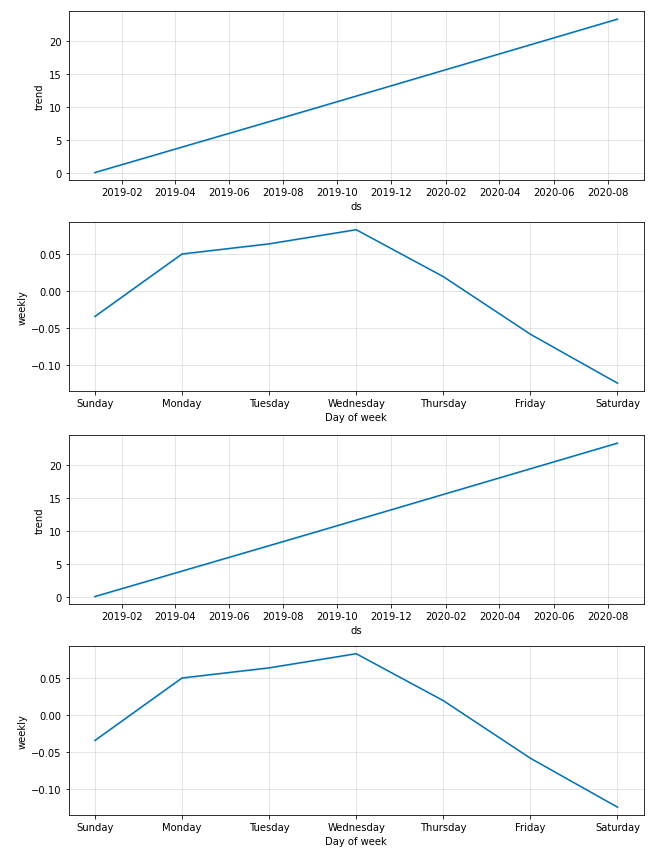 20
15
10
5
0
trend
2019-02 2019-04 2019-06 2019-08 2019-10 2019-12 2020-02 2020-04 2020-06 2020-08
ds
0.05
0.00
−0.05
−0.10
weekly
Sunday Monday Tuesday Wednesday Thursday Friday Saturday
Day of week
20
15
10
5
0
trend
2019-02 2019-04 2019-06 2019-08 2019-10 2019-12 2020-02 2020-04 2020-06 2020-08
ds
0.05
0.00
−0.05
−0.10
weekly
Sunday Monday Tuesday Wednesday Thursday Friday Saturday
Day of week